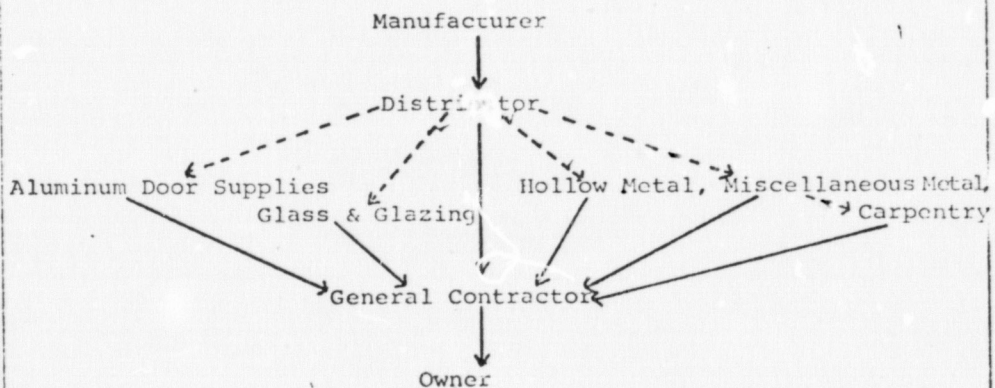 Manufacturer
Distributor
Aluminum Door Supplies Hollow Metal, Miscellaneous Metal,
Glass & Glazing Carpentry
General Contractor
Owner